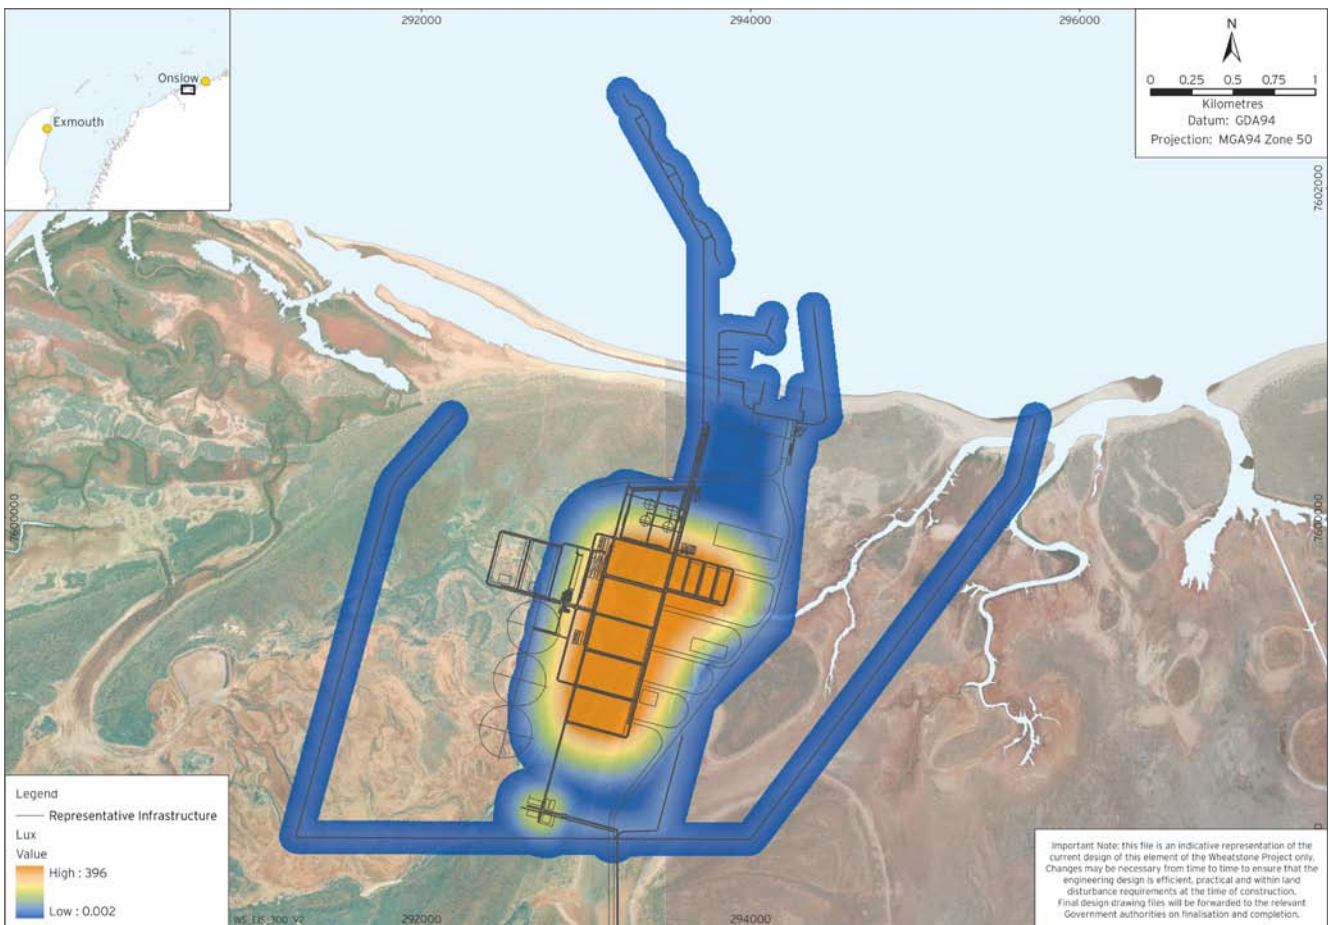 292000
294000
296000
Onslow
Exmouth
N
0 0.25 0.5 0.75 1
Kilometres
Datum: GDA94
Projection: MGA94 Zone 50
7602000
7600000
7600000
Legend
Representative Infrastructure
Lux
Value
High : 396
Low : 0.002
WS_EIS_300_V2
292000
294000
Important Note: this file is an indicative representation of the
current design of this element of the Wheatstone Project only.
Changes may be necessary from time to time to ensure that the
engineering design is efficient, practical and within land
disturbance requirements at the time of construction.
Final design drawing files will be forwarded to the relevant
Government authorities on finalisation and completion.